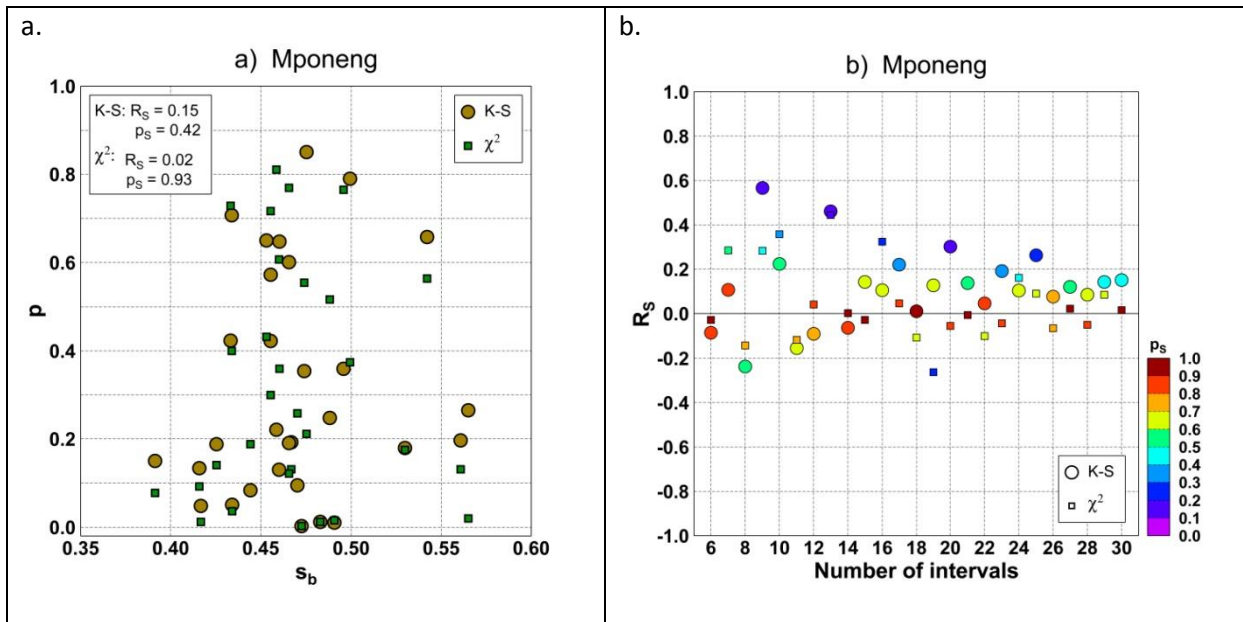 a.
a) Mponeng
K-S: R_S = 0.15
p_S = 0.42
χ²: R_S = 0.02
p_S = 0.93
K-S
χ²
p
1.0
0.8
0.6
0.4
0.2
0.0
0.35 0.40 0.45 0.50 0.55 0.60
s_b
b.
b) Mponeng
R_S
1.0
0.8
0.6
0.4
0.2
0.0
-0.2
-0.4
-0.6
-0.8
-1.0
K-S
χ²
6 8 10 12 14 16 18 20 22 24 26 28 30
Number of intervals
p_S
1.0
0.9
0.8
0.7
0.6
0.5
0.4
0.3
0.2
0.1
0.0